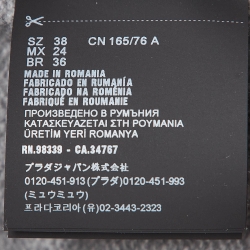 SZ 38 CN 165/76 A
MX 24
BR 36
MADE IN ROMANIA
FABRICADO EN RUMANÍA
FABRICADO NA ROMÊNIA
FABRIQUÉ EN ROUMANIE
ПРОИЗВЕДЕНО В РУМЪНИЯ
ΚΑΤΑΣΚΕΥΑΖΕΤΑΙ ΣΤΗ ΡΟΥΜΑΝΙΑ
ÜRETİM YERİ ROMANYA
RN.98339 - CA.34767
プラダジャパン株式会社
0120-451-913 (プラダ) 0120-451-993
(ミュウミュウ)
프라다코리아 (유) 02-3443-2323